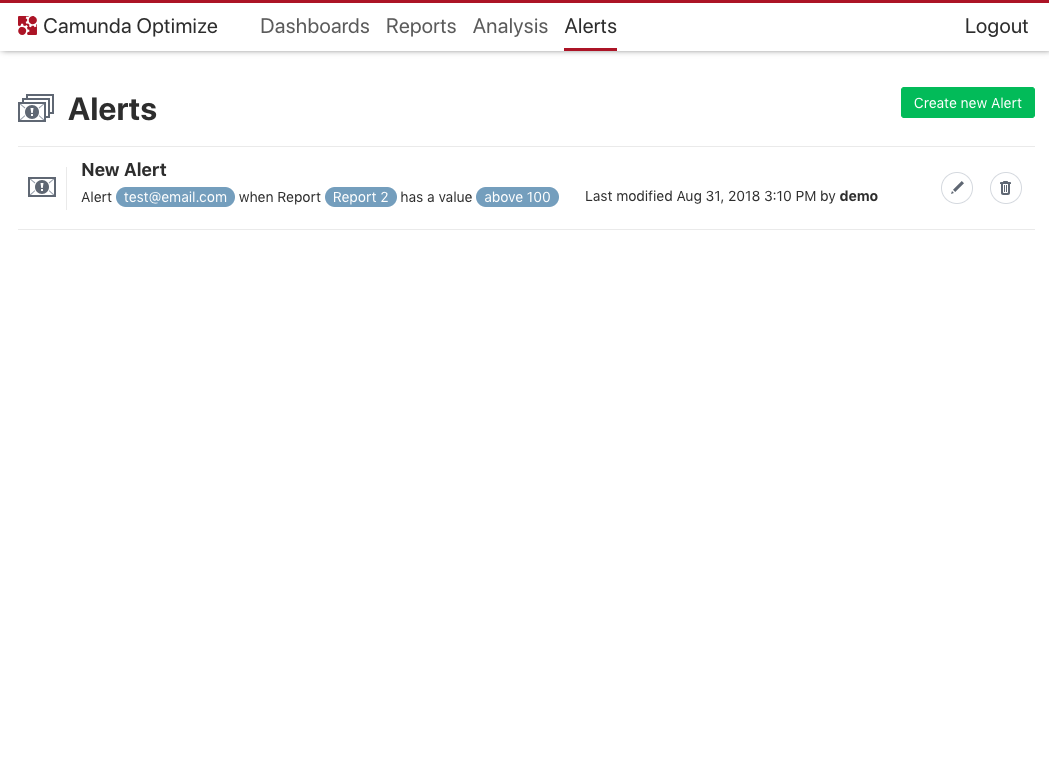 Camunda Optimize Dashboards Reports Analysis Alerts Logout
Alerts
Create new Alert
New Alert
Alert test@email.com when Report Report 2 has a value above 100 Last modified Aug 31, 2018 3:10 PM by demo